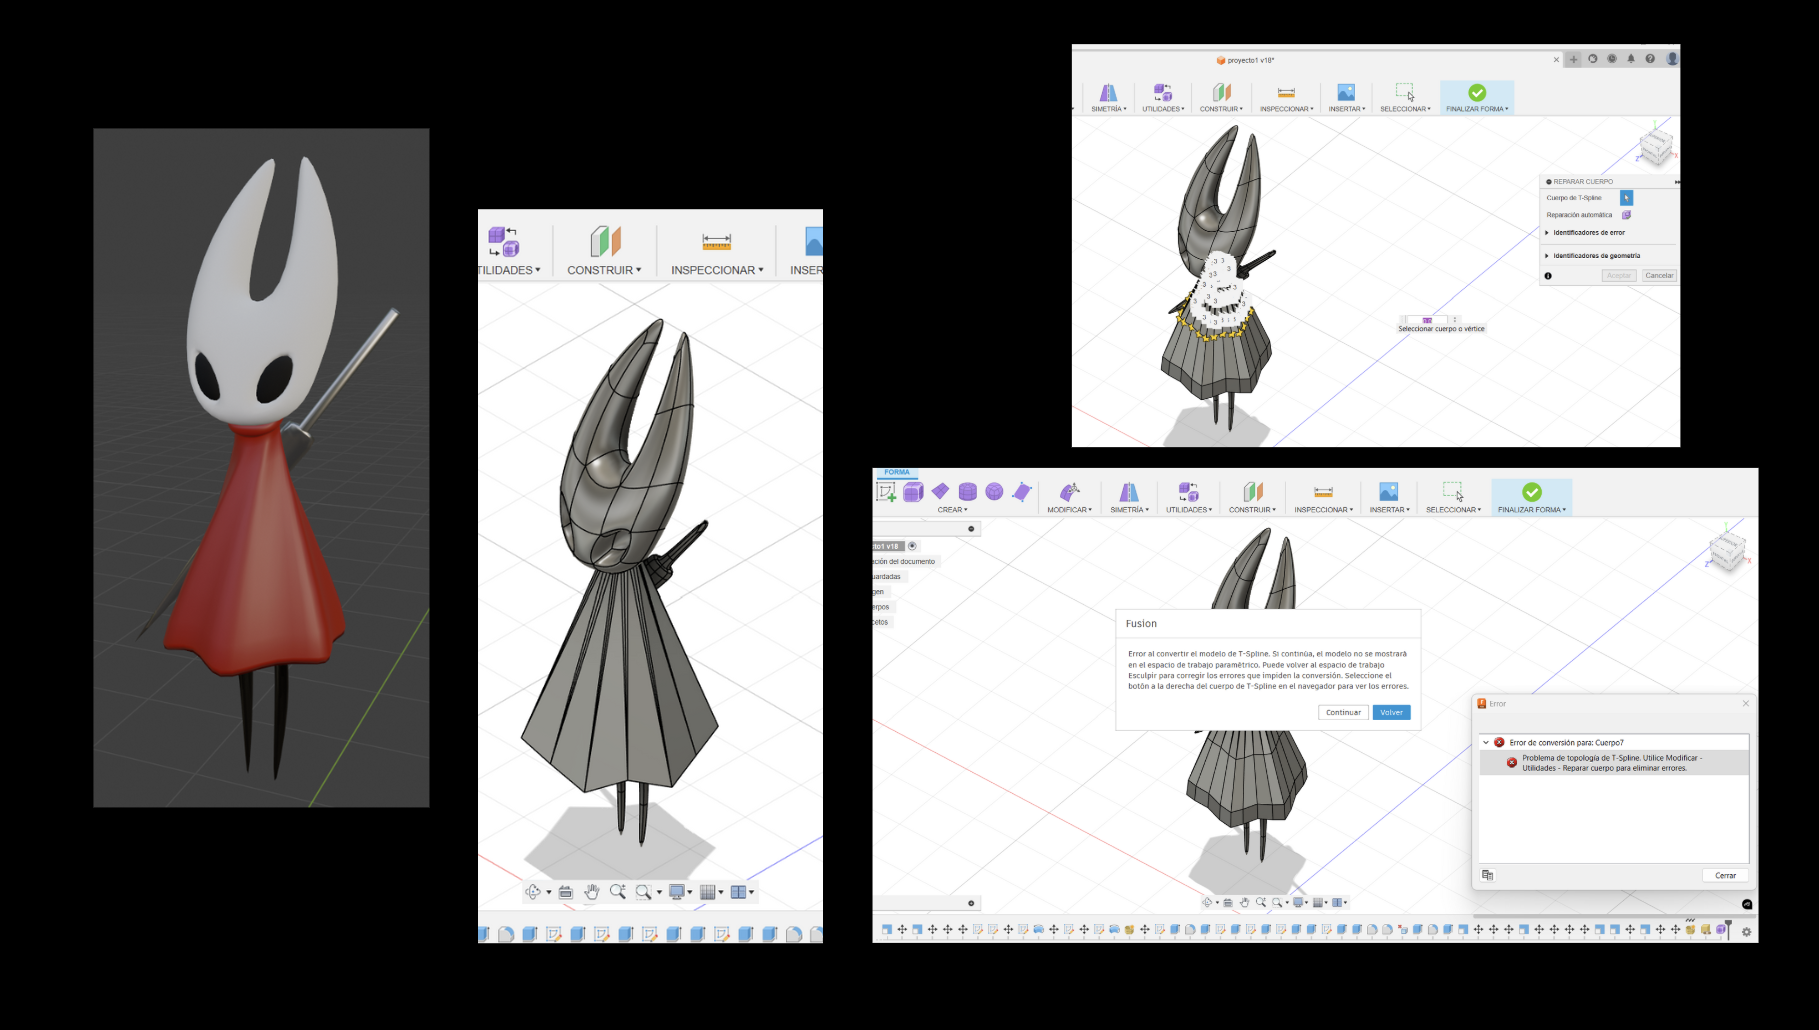 TILIDADES
CONSTRUIR
INSPECCIONAR
INSER
proyecto1 v18*
SIMETRÍA
UTILIDADES
CONSTRUIR
INSPECCIONAR
INSERTAR
SELECCIONAR
FINALIZAR FORMA
REPARAR CUERPO
Cuerpo de T-Spline
Reparación automática
Identificadores de error
Identificadores de geometría
Aceptar
Cancelar
Seleccionar cuerpo o vértice
FORMA
CREAR
MODIFICAR
SIMETRÍA
UTILIDADES
CONSTRUIR
INSPECCIONAR
INSERTAR
SELECCIONAR
FINALIZAR FORMA
cto1 v18
ación del documento
uardadas
gen
erpos
cetos
Fusion
Error al convertir el modelo de T-Spline. Si continúa, el modelo no se mostrará
en el espacio de trabajo paramétrico. Puede volver al espacio de trabajo
Esculpir para corregir los errores que impiden la conversión. Seleccione el
botón a la derecha del cuerpo de T-Spline en el navegador para ver los errores.
Continuar
Volver
Error
Error de conversión para: Cuerpo7
Problema de topología de T-Spline. Utilice Modificar -
Utilidades - Reparar cuerpo para eliminar errores.
Cerrar